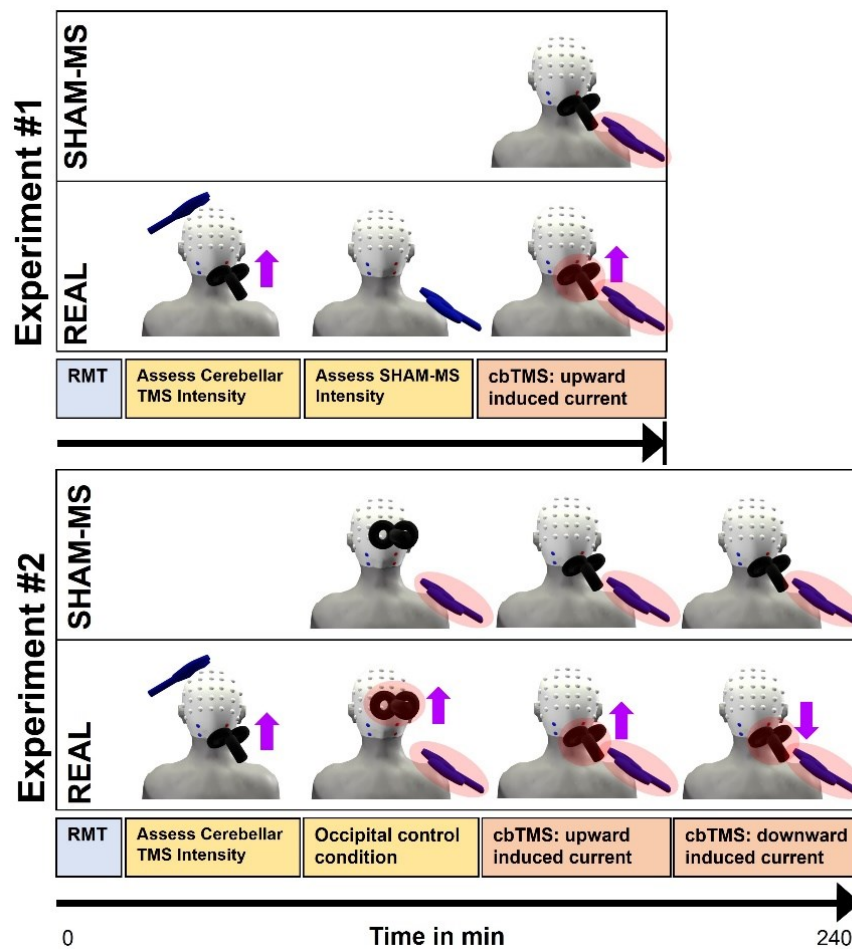 Experiment #1
SHAM-MS
REAL
RMT
Assess Cerebellar
TMS Intensity
Assess SHAM-MS
Intensity
cbTMS: upward
induced current
Experiment #2
SHAM-MS
REAL
RMT
Assess Cerebellar
TMS Intensity
Occipital control
condition
cbTMS: upward
induced current
cbTMS: downward
induced current
0
Time in min
240